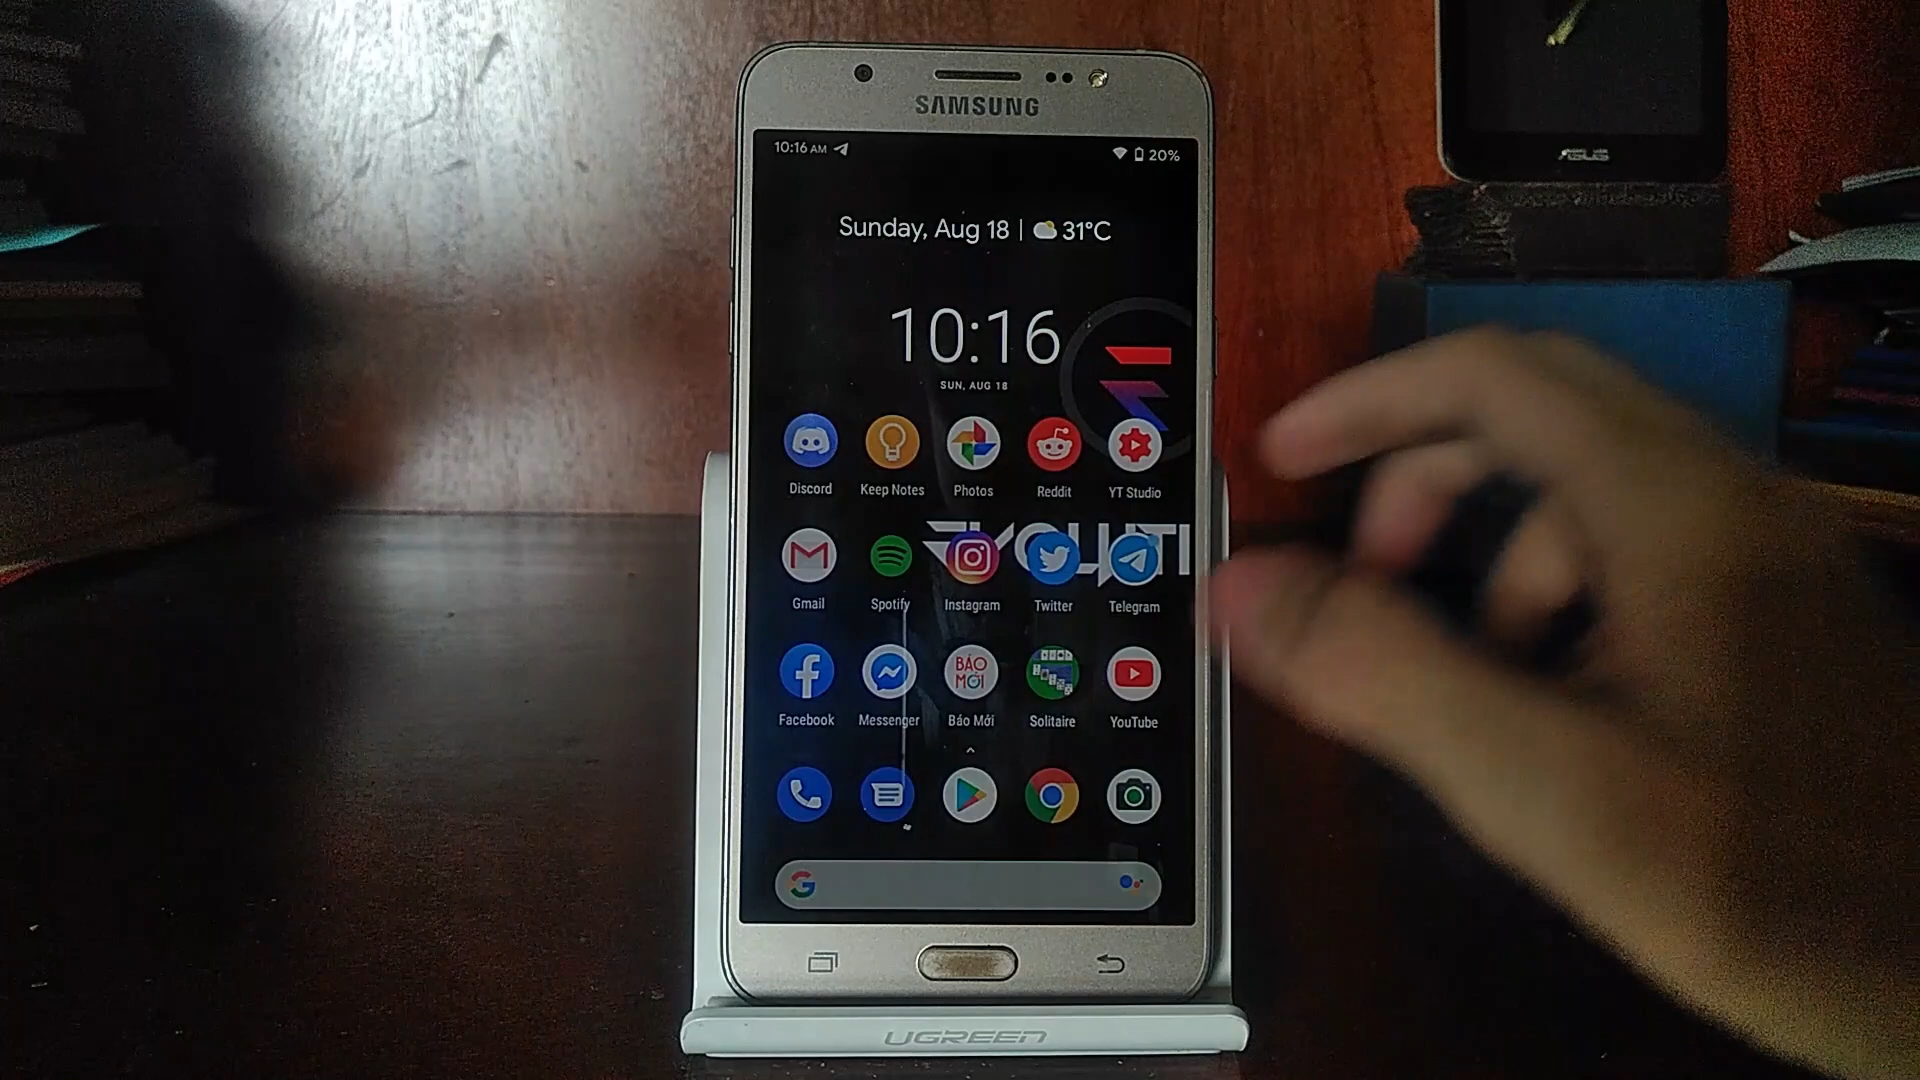 ASUS
SAMSUNG
10:16 AM
20%
Sunday, Aug 18 | 31°C
10:16
SUN, AUG 18
Discord Keep Notes Photos Reddit YT Studio
EVOLUTI
Gmail Spotify Instagram Twitter Telegram
BÁO MỚI
Facebook Messenger Báo Mới Solitaire YouTube
UGREEN